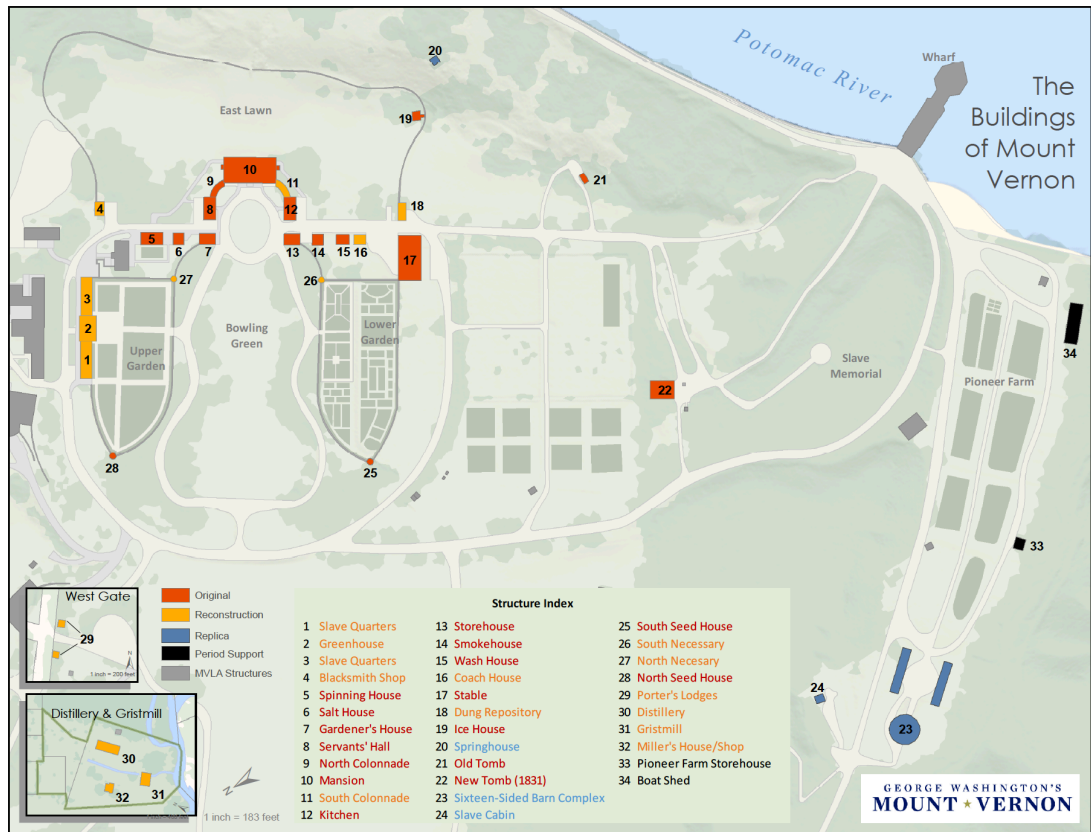 20
Potomac River
Wharf
The
Buildings
of Mount
Vernon
East Lawn
19
10
9
11
21
4
8
12
18
5
6
7
13
14
15
16
17
27
26
3
2
1
Upper
Garden
Bowling
Green
Lower
Garden
Slave
Memorial
Pioneer Farm
34
22
28
25
33
24
23
West Gate
29
N
1 inch = 200 feet
Original
Reconstruction
Replica
Period Support
MVLA Structures
Distillery & Gristmill
30
31
32
1 inch = 183 feet
Structure Index
1 Slave Quarters
2 Greenhouse
3 Slave Quarters
4 Blacksmith Shop
5 Spinning House
6 Salt House
7 Gardener's House
8 Servants' Hall
9 North Colonnade
10 Mansion
11 South Colonnade
12 Kitchen
13 Storehouse
14 Smokehouse
15 Wash House
16 Coach House
17 Stable
18 Dung Repository
19 Ice House
20 Springhouse
21 Old Tomb
22 New Tomb (1831)
23 Sixteen-Sided Barn Complex
24 Slave Cabin
25 South Seed House
26 South Necessary
27 North Necesary
28 North Seed House
29 Porter's Lodges
30 Distillery
31 Gristmill
32 Miller's House/Shop
33 Pioneer Farm Storehouse
34 Boat Shed
GEORGE WASHINGTON'S
MOUNT VERNON